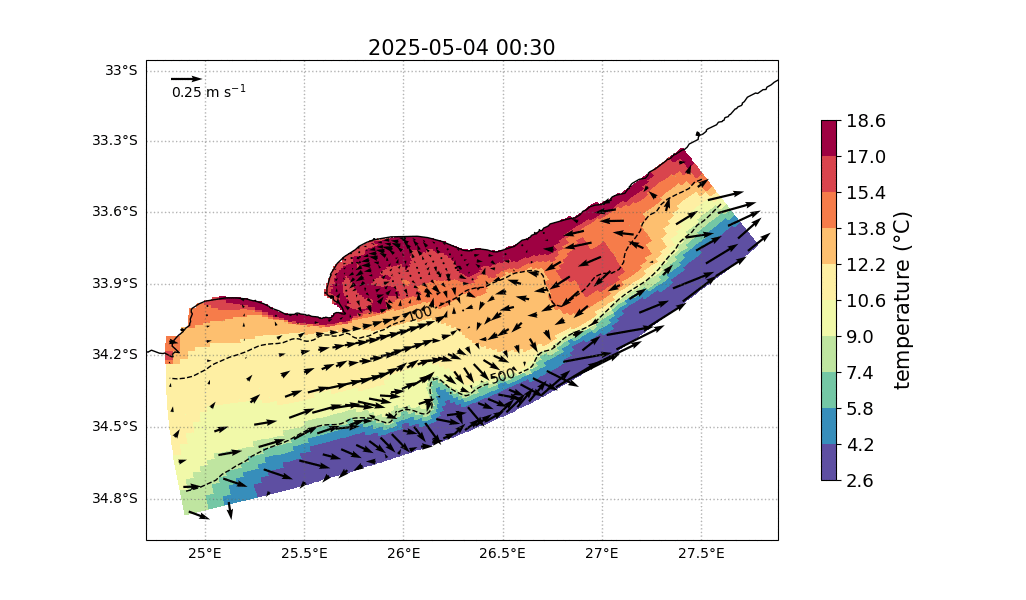 2025-05-04 00:30
0.25 m s⁻¹
33°S
33.3°S
33.6°S
33.9°S
34.2°S
34.5°S
34.8°S
25°E
25.5°E
26°E
26.5°E
27°E
27.5°E
100
500
18.6
17.0
15.4
13.8
12.2
10.6
9.0
7.4
5.8
4.2
2.6
temperature (°C)